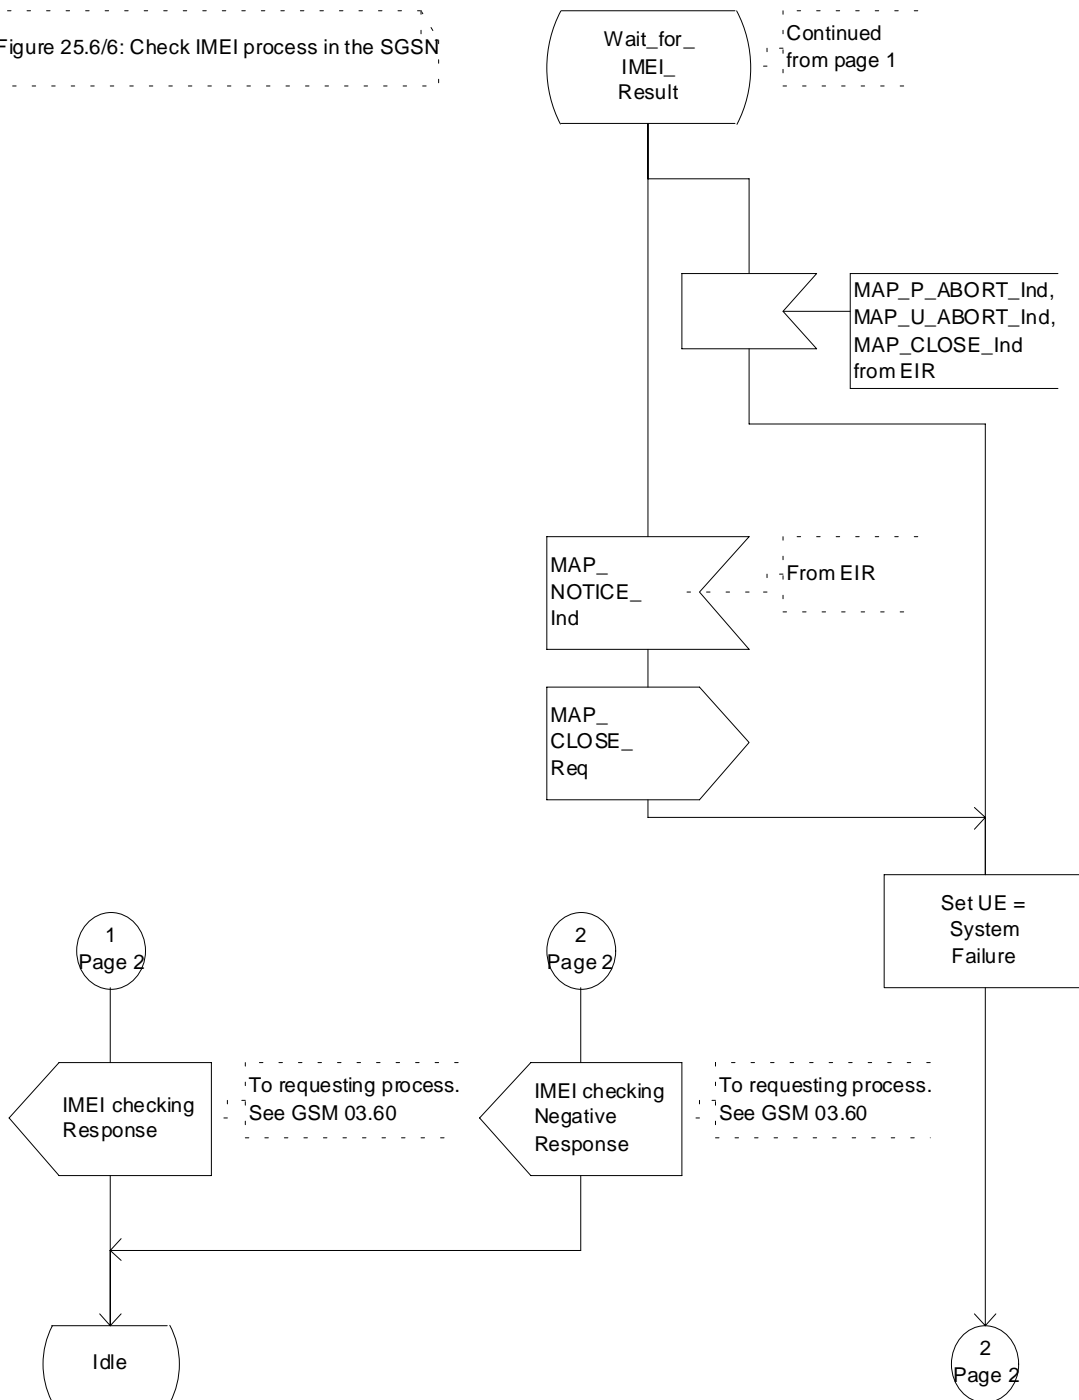 Figure 25.6/6: Check IMEI process in the SGSN
Wait_for_
IMEI_
Result
Continued
from page 1
MAP_P_ABORT_Ind,
MAP_U_ABORT_Ind,
MAP_CLOSE_Ind
from EIR
MAP_
NOTICE_
Ind
From EIR
MAP_
CLOSE_
Req
Set UE =
System
Failure
1
Page 2
2
Page 2
IMEI checking
Response
To requesting process.
See GSM 03.60
IMEI checking
Negative
Response
To requesting process.
See GSM 03.60
Idle
2
Page 2